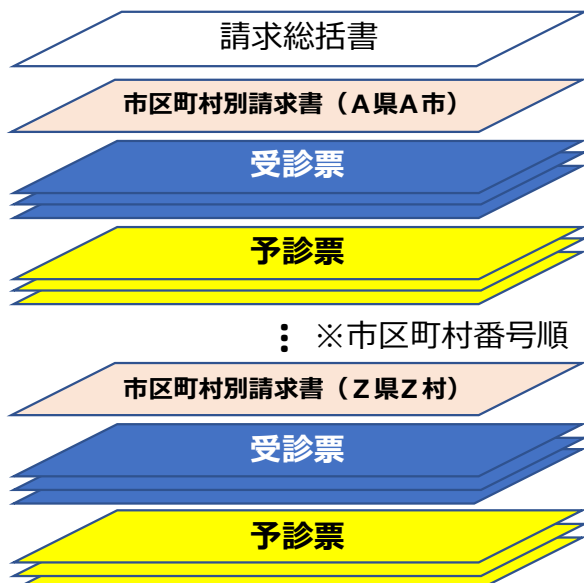 請求総括書
市区町村別請求書（A県A市）
受診票
予診票
⋮ ※市区町村番号順
市区町村別請求書（Z県Z村）
受診票
予診票